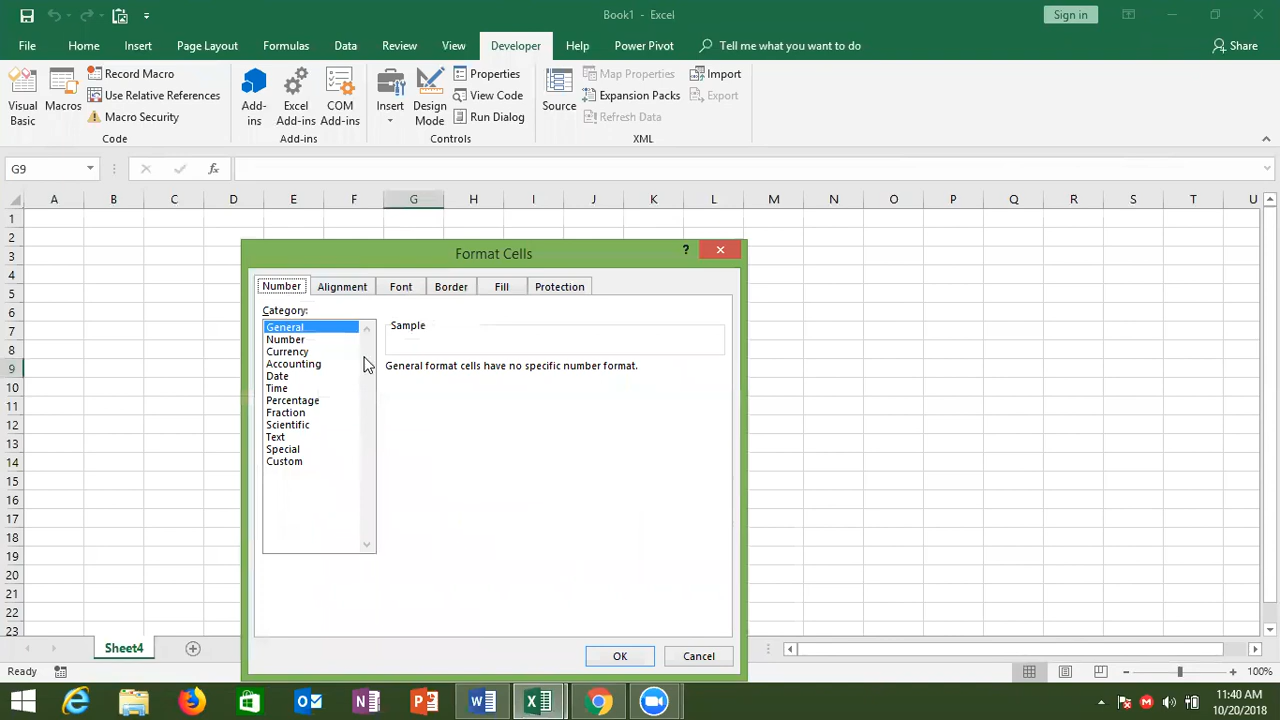 Book1 - Excel
Sign in
File Home Insert Page Layout Formulas Data Review View Developer Help Power Pivot Tell me what you want to do Share
Visual Basic
Macros
Record Macro
Use Relative References
Macro Security
Code
Add-ins
Excel Add-ins
COM Add-ins
Add-ins
Insert
Design Mode
Properties
View Code
Run Dialog
Controls
Source
Map Properties
Expansion Packs
Refresh Data
Import
Export
XML
G9
fx
A B C D E F G H I J K L M N O P Q R S T U
1
2
3
4
5
6
7
8
9
10
11
12
13
14
15
16
17
18
19
20
21
22
23
Format Cells
?
Number Alignment Font Border Fill Protection
Category:
General
Number
Currency
Accounting
Date
Time
Percentage
Fraction
Scientific
Text
Special
Custom
Sample
General format cells have no specific number format.
OK Cancel
Sheet4
Ready
100%
11:40 AM
10/20/2018